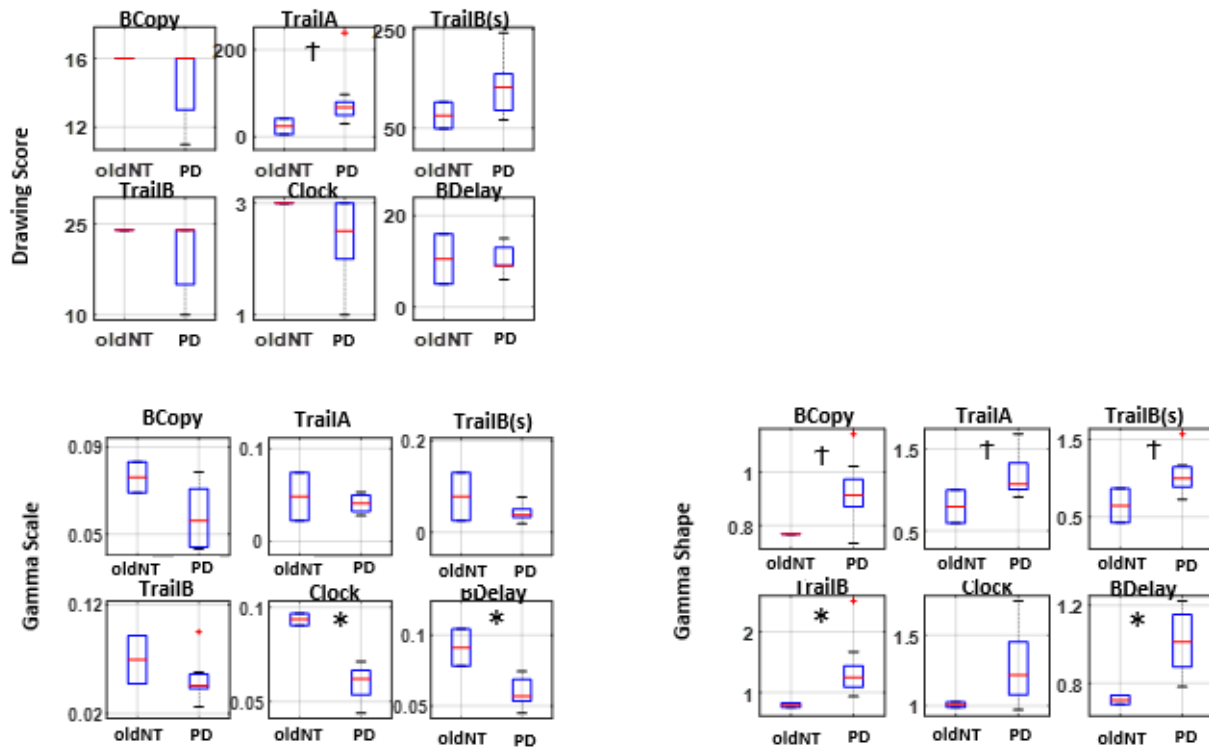 BCopy TrailA TrailB(s)
16 200 250
12 0 50
† 
oldNT PD oldNT PD oldNT PD
TrailB Clock BDelay
25 3 20
10 1 0
oldNT PD oldNT PD oldNT PD
Drawing Score
BCopy TrailA TrailB(s)
0.09 0.1 0.2
0.05 0 0
oldNT PD oldNT PD oldNT PD
TrailB Clock BDelay
0.12 0.1 0.1
* *
0.02 0.05 0.05
oldNT PD oldNT PD oldNT PD
Gamma Scale
BCopy TrailA TrailB(s)
1 1.5 1.5
† † †
0.8 0.5 0.5
oldNT PD oldNT PD oldNT PD
TrailB Clock BDelay
2 1.5 1.2
* *
1 1 0.8
oldNT PD oldNT PD oldNT PD
Gamma Shape